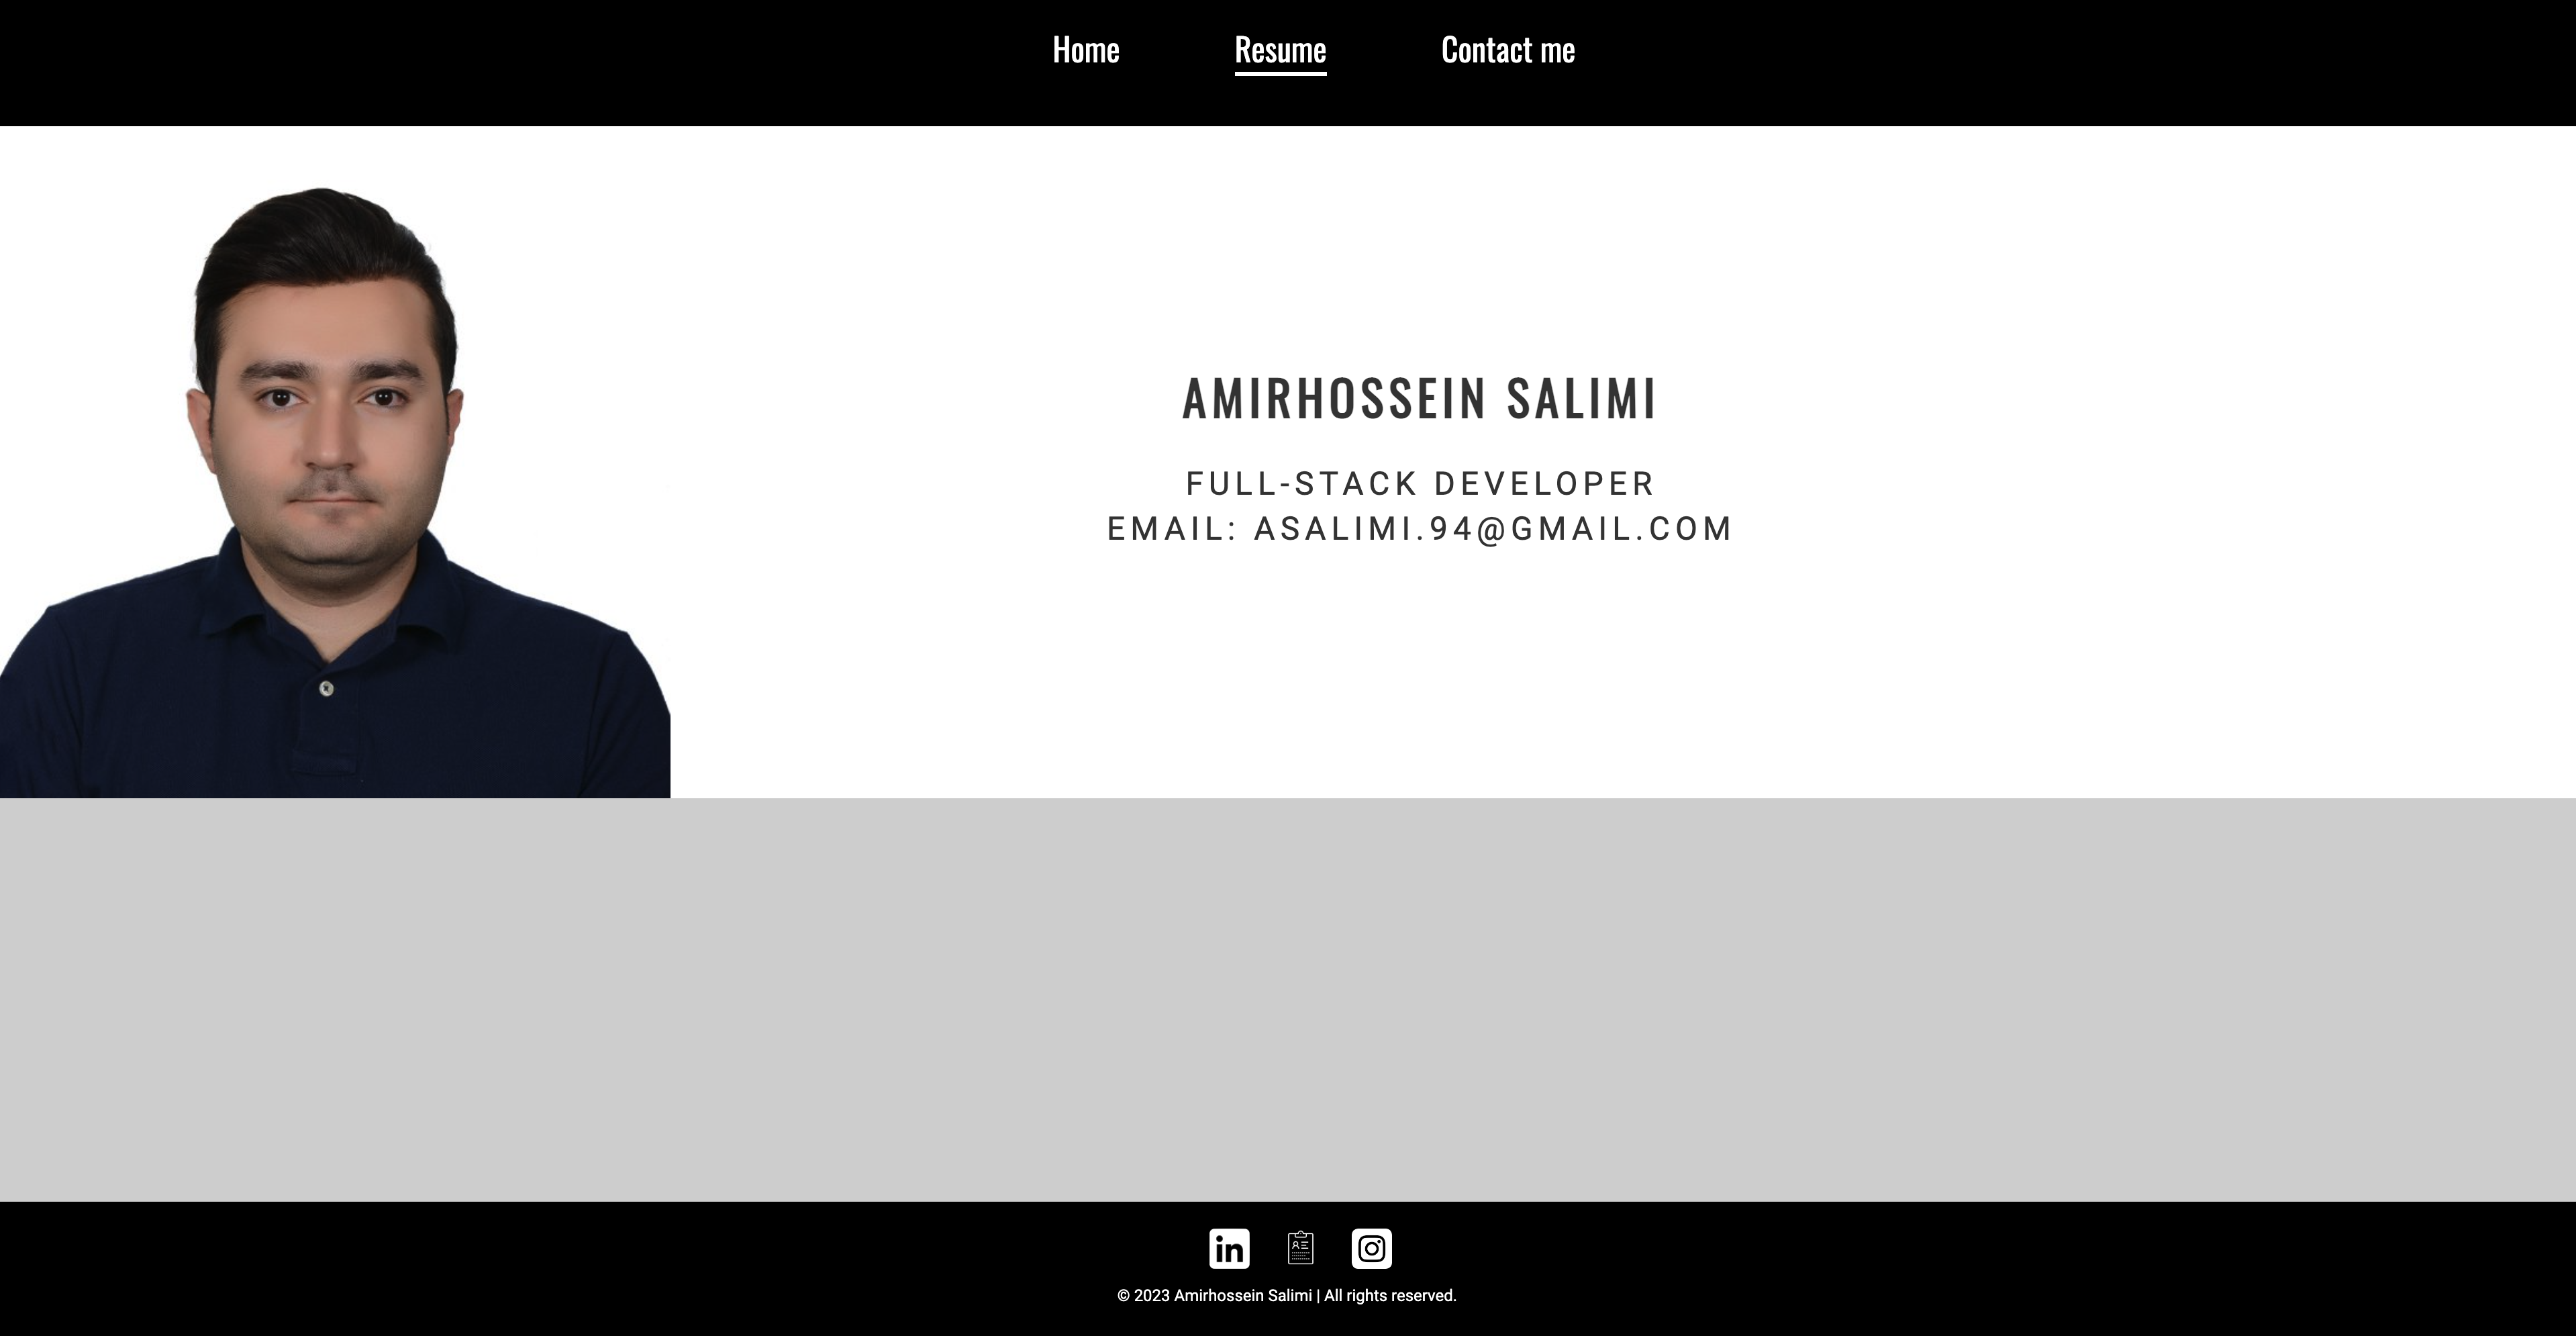 Home Resume Contact me
AMIRHOSSEIN SALIMI
FULL-STACK DEVELOPER
EMAIL: ASALIMI.94@GMAIL.COM
in
© 2023 Amirhossein Salimi | All rights reserved.